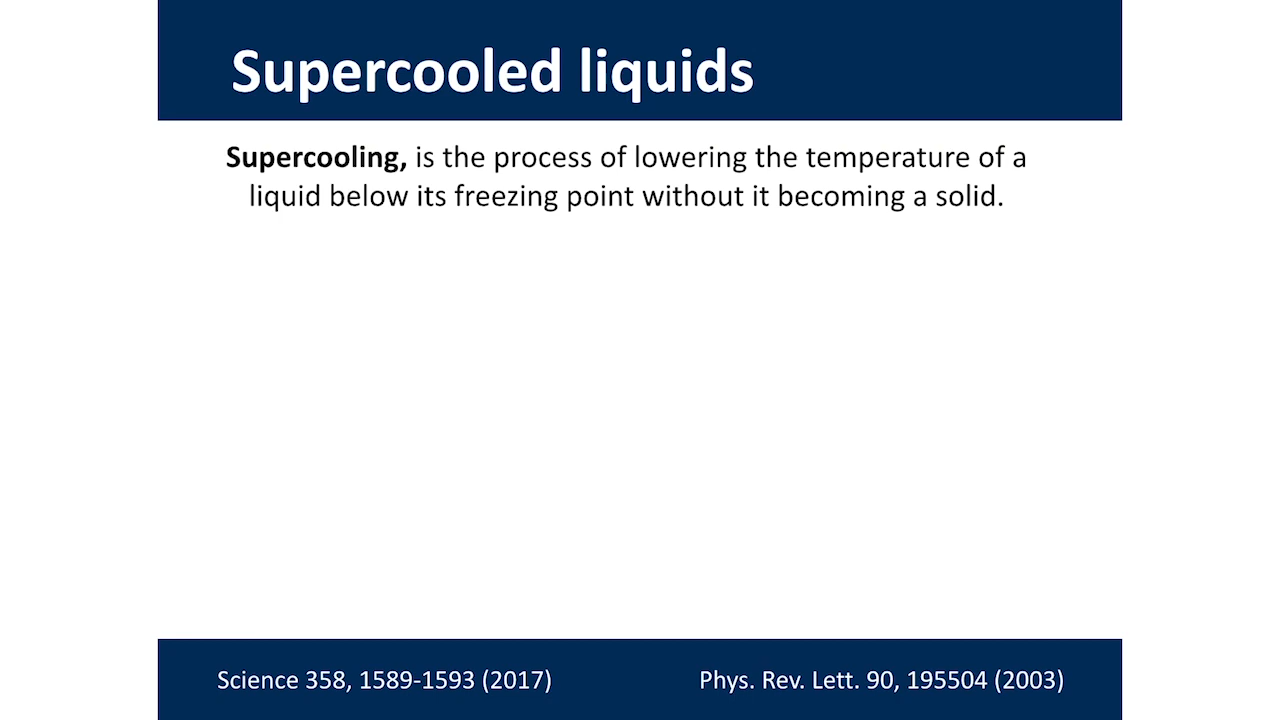 Supercooled liquids
Supercooling, is the process of lowering the temperature of a
liquid below its freezing point without it becoming a solid.
Science 358, 1589-1593 (2017)
Phys. Rev. Lett. 90, 195504 (2003)